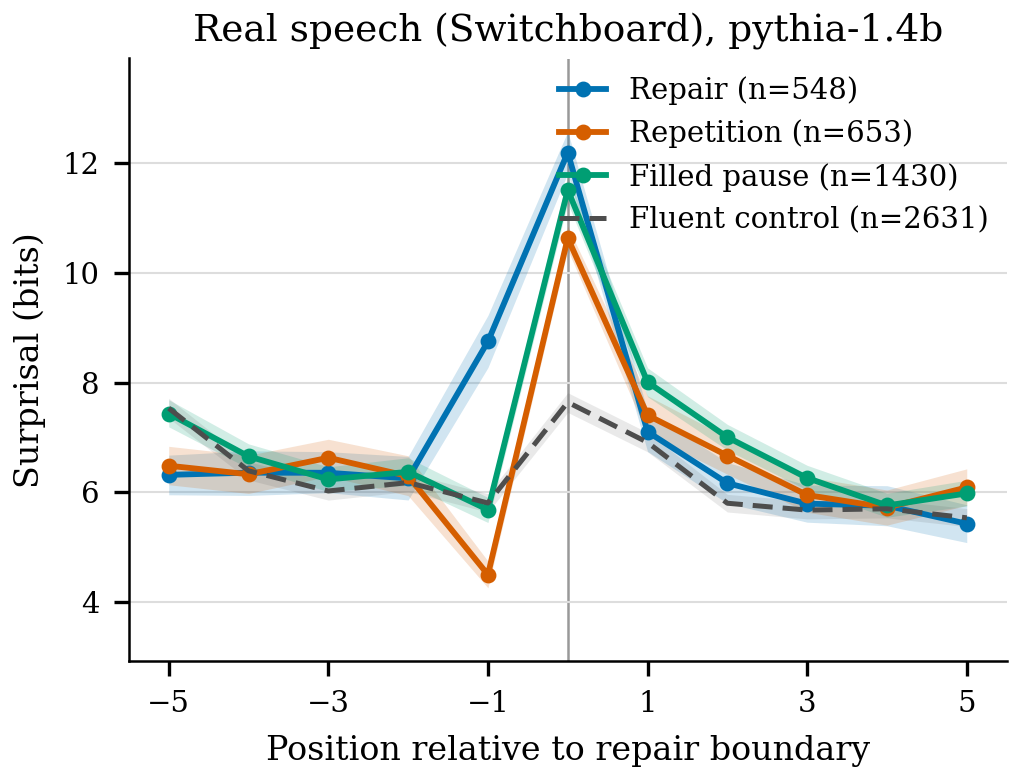 Real speech (Switchboard), pythia-1.4b
Repair (n=548)
Repetition (n=653)
Filled pause (n=1430)
Fluent control (n=2631)
Surprisal (bits)
12
10
8
6
4
−5 −3 −1 1 3 5
Position relative to repair boundary